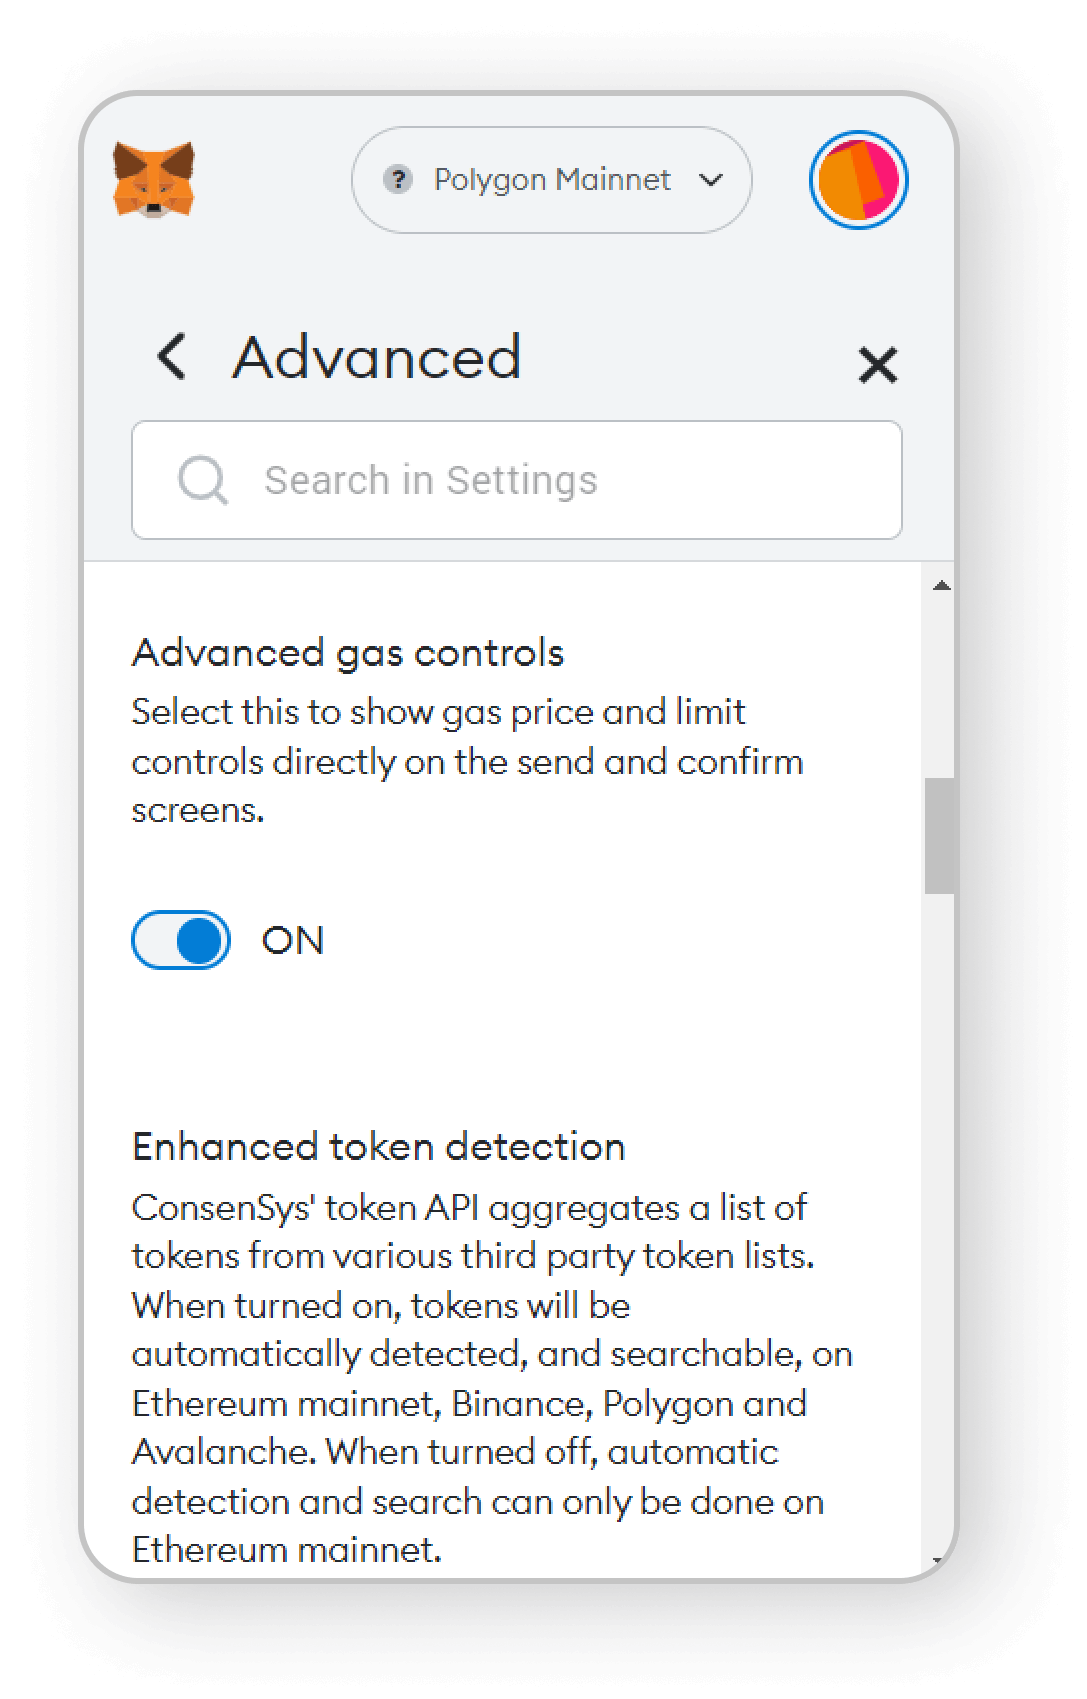 ? Polygon Mainnet
Advanced
Search in Settings
Advanced gas controls
Select this to show gas price and limit
controls directly on the send and confirm
screens.
ON
Enhanced token detection
ConsenSys' token API aggregates a list of
tokens from various third party token lists.
When turned on, tokens will be
automatically detected, and searchable, on
Ethereum mainnet, Binance, Polygon and
Avalanche. When turned off, automatic
detection and search can only be done on
Ethereum mainnet.